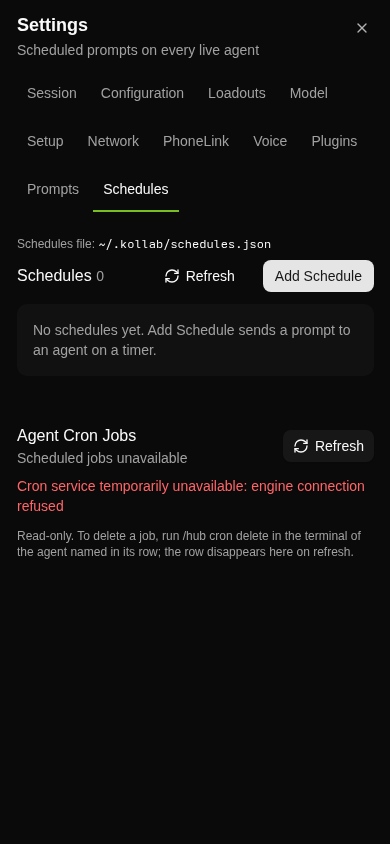 Settings
Scheduled prompts on every live agent
Session Configuration Loadouts Model
Setup Network PhoneLink Voice Plugins
Prompts Schedules
Schedules file: ~/.kollab/schedules.json
Schedules 0 Refresh Add Schedule
No schedules yet. Add Schedule sends a prompt to
an agent on a timer.
Agent Cron Jobs
Scheduled jobs unavailable
Refresh
Cron service temporarily unavailable: engine connection
refused
Read-only. To delete a job, run /hub cron delete in the terminal of
the agent named in its row; the row disappears here on refresh.